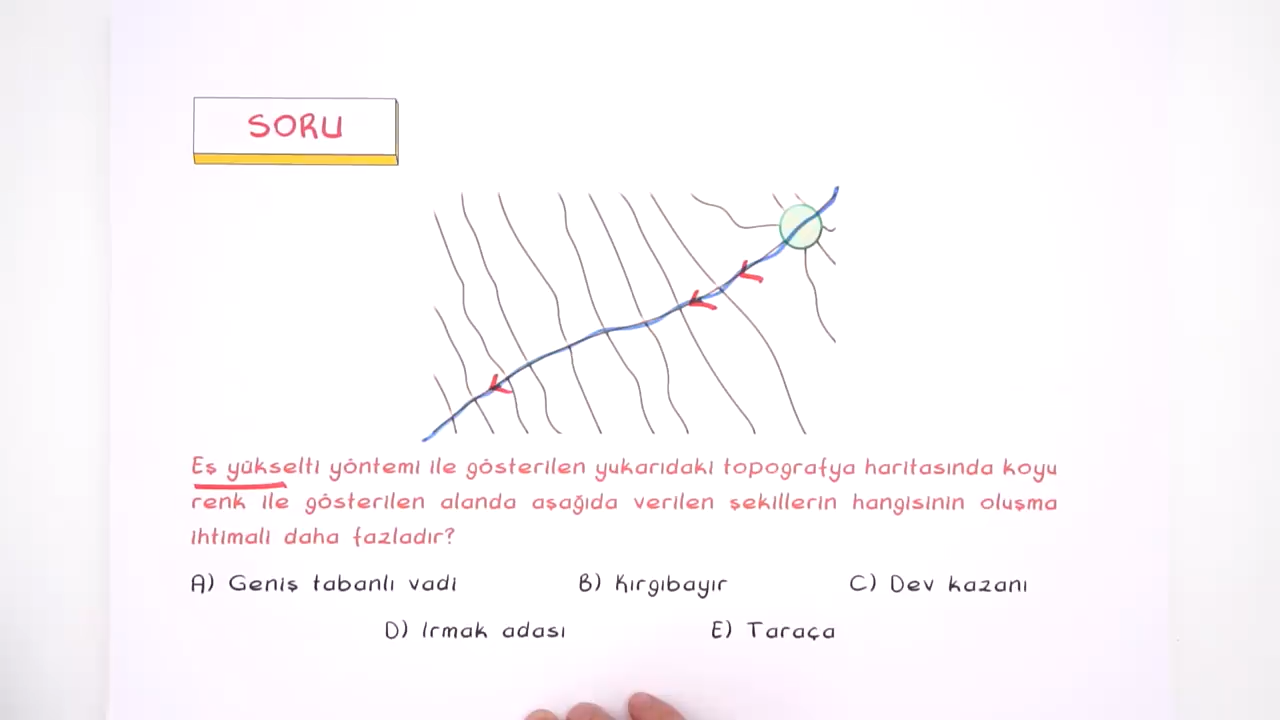 SORU
Eş yükselti yöntemi ile gösterilen yukarıdaki topografya haritasında koyu
renk ile gösterilen alanda aşağıda verilen şekillerin hangisinin oluşma
ihtimali daha fazladır?
A) Geniş tabanlı vadi B) Kırgıbayır C) Dev kazanı
D) Irmak adası E) Taraça